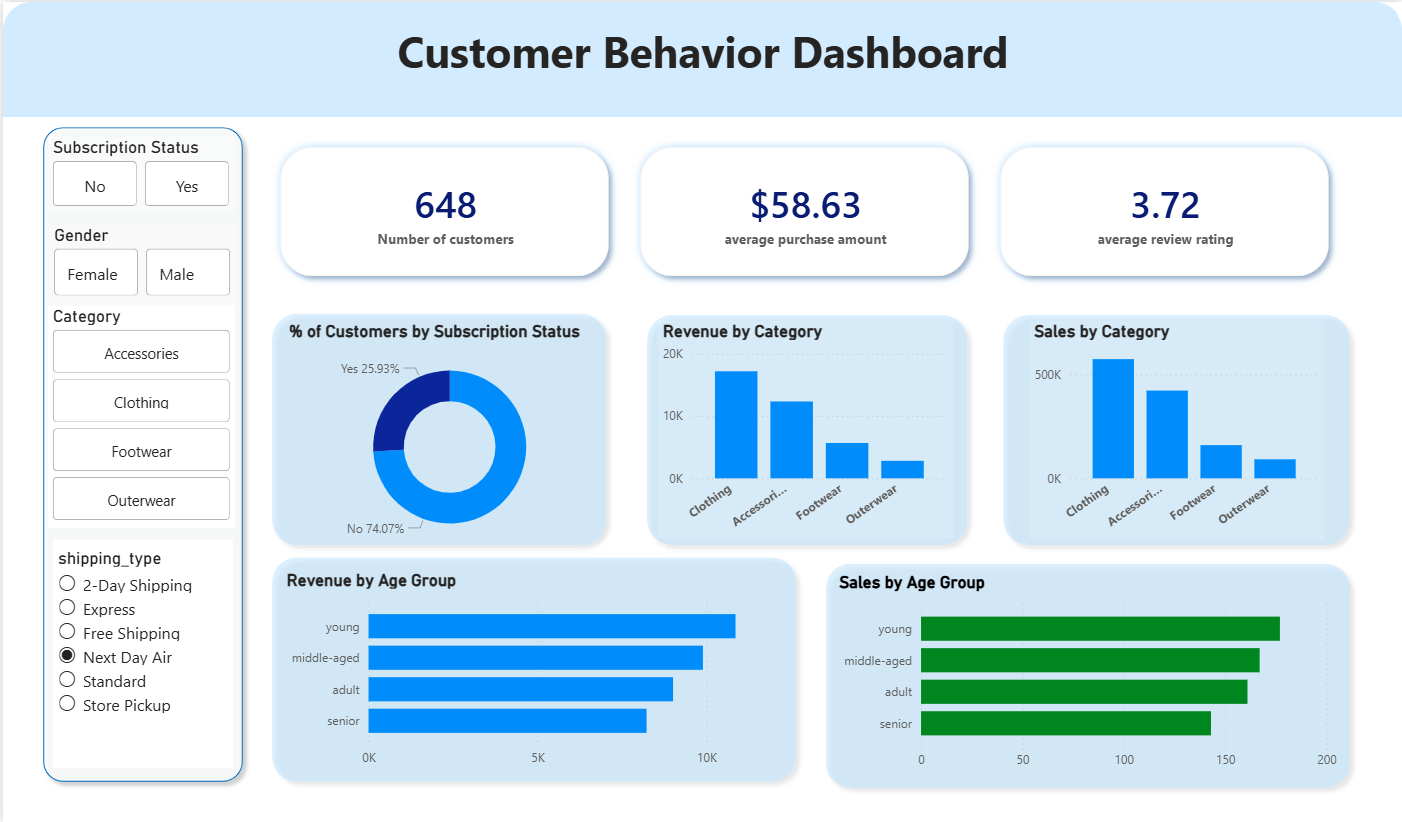 Customer Behavior Dashboard
Subscription Status
No Yes
Gender
Female Male
Category
Accessories
Clothing
Footwear
Outerwear
shipping_type
2-Day Shipping
Express
Free Shipping
Next Day Air
Standard
Store Pickup
648
Number of customers
$58.63
average purchase amount
3.72
average review rating
% of Customers by Subscription Status
Yes 25.93%
No 74.07%
Revenue by Category
20K
10K
0K
Clothing Accessori... Footwear Outerwear
Sales by Category
500K
0K
Clothing Accessori... Footwear Outerwear
Revenue by Age Group
young
middle-aged
adult
senior
0K 5K 10K
Sales by Age Group
young
middle-aged
adult
senior
0 50 100 150 200